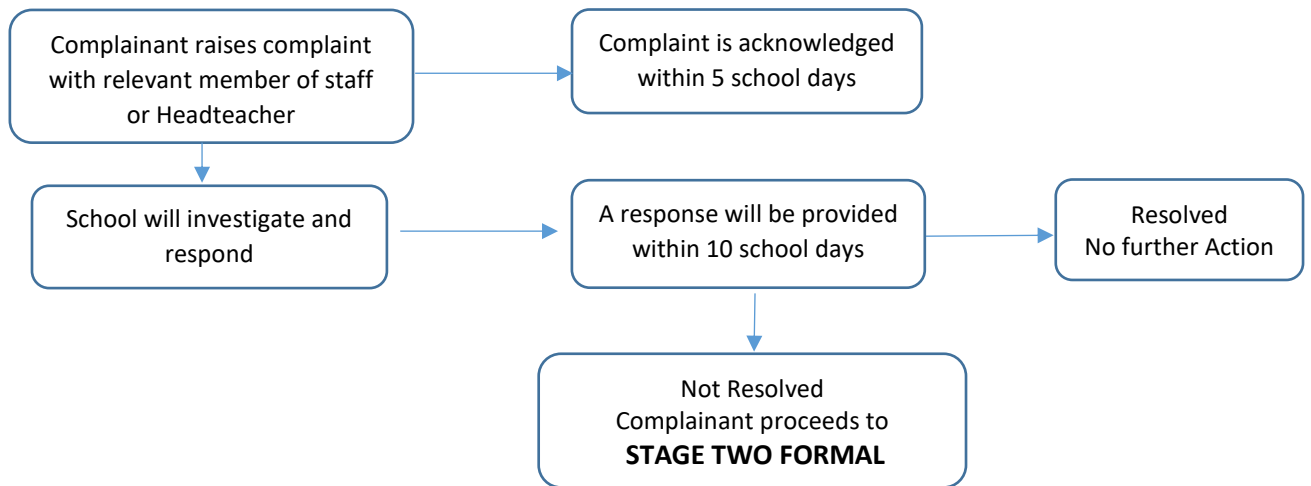 Complainant raises complaint
with relevant member of staff
or Headteacher
Complaint is acknowledged
within 5 school days
School will investigate and
respond
A response will be provided
within 10 school days
Resolved
No further Action
Not Resolved
Complainant proceeds to
STAGE TWO FORMAL